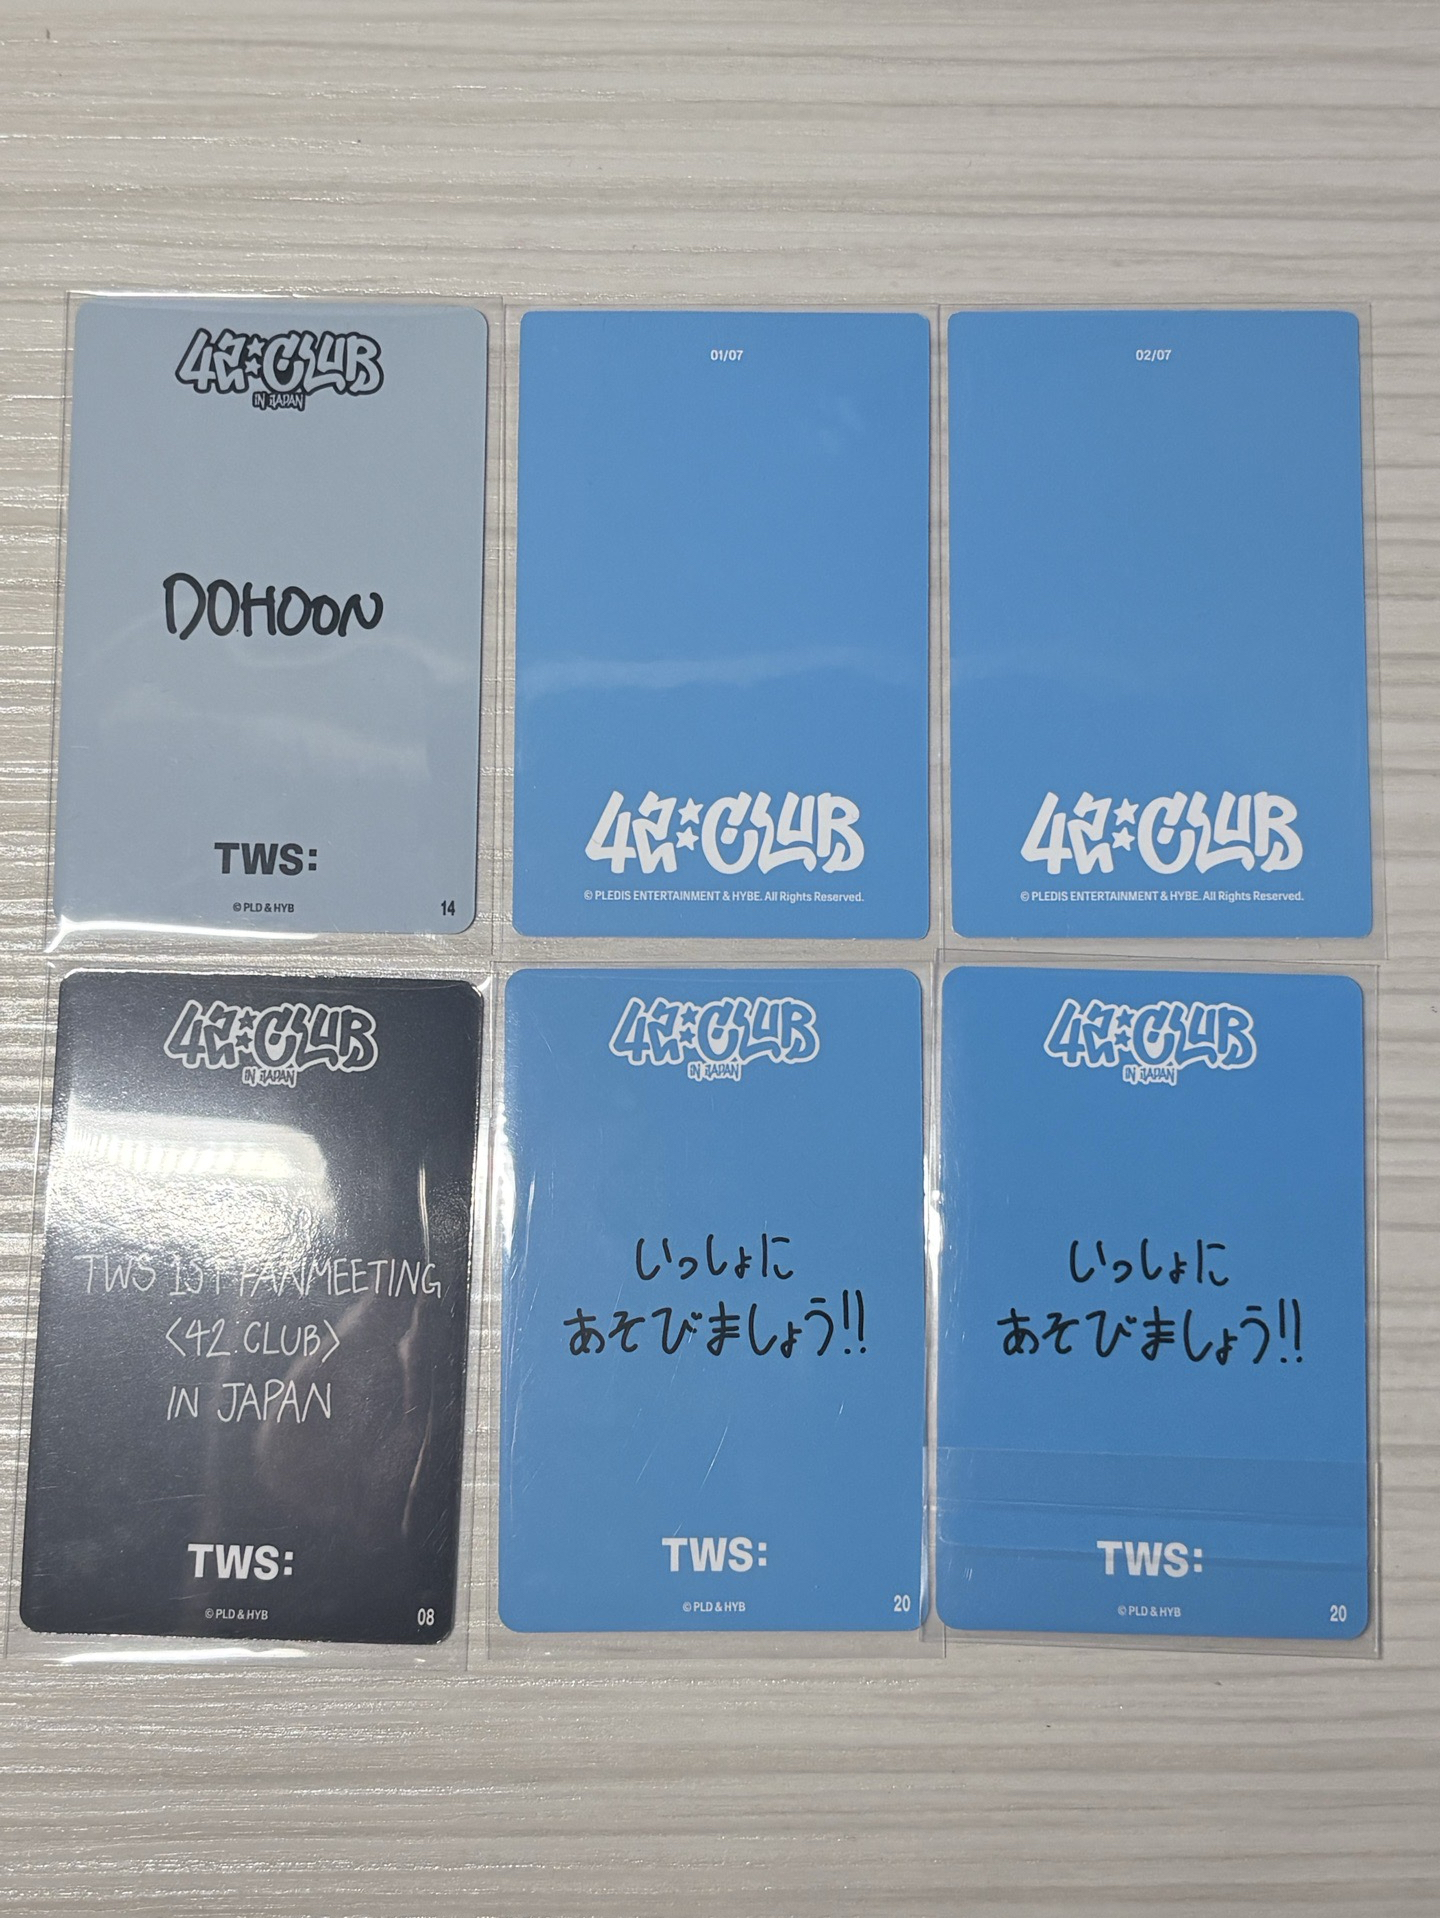 42:CLUB
IN JAPAN
DOHOON
TWS:
© PLD & HYB
14
01/07
42:CLUB
© PLEDIS ENTERTAINMENT & HYBE. All Rights Reserved.
02/07
42:CLUB
© PLEDIS ENTERTAINMENT & HYBE. All Rights Reserved.
42:CLUB
IN JAPAN
TWS 1ST FANMEETING
<42:CLUB>
IN JAPAN
TWS:
© PLD & HYB
08
42:CLUB
IN JAPAN
いっしょに
あそびましょう!!
TWS:
© PLD & HYB
20
42:CLUB
IN JAPAN
いっしょに
あそびましょう!!
TWS:
© PLD & HYB
20